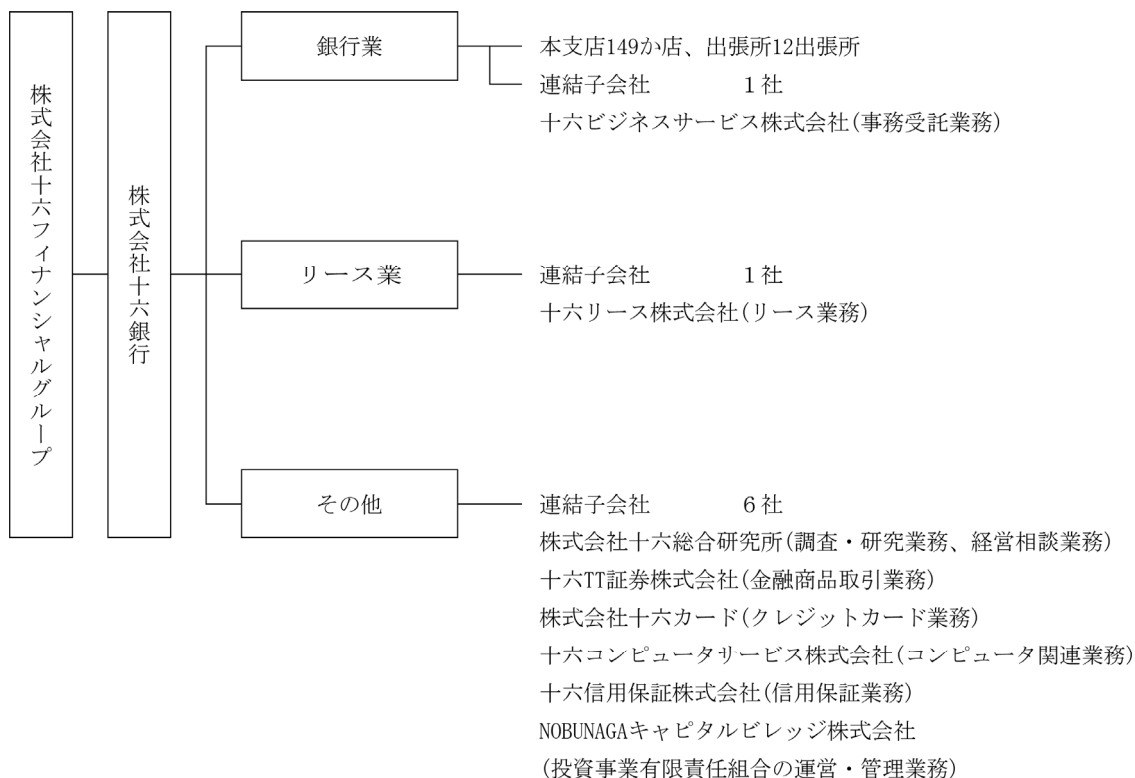 株式会社十六フィナンシャルグループ
株式会社十六銀行
銀行業
本支店149か店、出張所12出張所
連結子会社　　　　　1社
十六ビジネスサービス株式会社(事務受託業務)
リース業
連結子会社　　　　　1社
十六リース株式会社(リース業務)
その他
連結子会社　　　　　6社
株式会社十六総合研究所(調査・研究業務、経営相談業務)
十六TT証券株式会社(金融商品取引業務)
株式会社十六カード(クレジットカード業務)
十六コンピュータサービス株式会社(コンピュータ関連業務)
十六信用保証株式会社(信用保証業務)
NOBUNAGAキャピタルビレッジ株式会社
(投資事業有限責任組合の運営・管理業務)